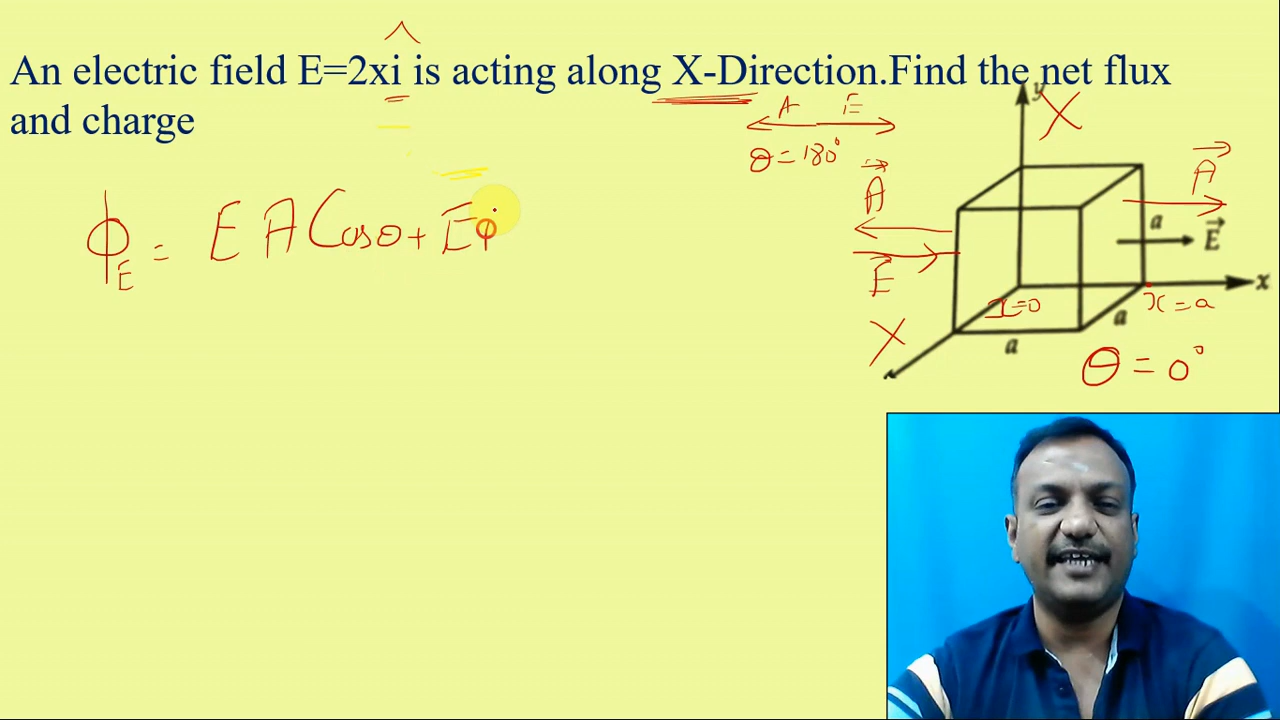 An electric field E=2xi is acting along X-Direction.Find the net flux
and charge
A E
θ = 180°
ϕE = E A Cosθ + E
y
X
A
E
X
A
a
E
x
x=0
x = a
a
a
θ = 0°